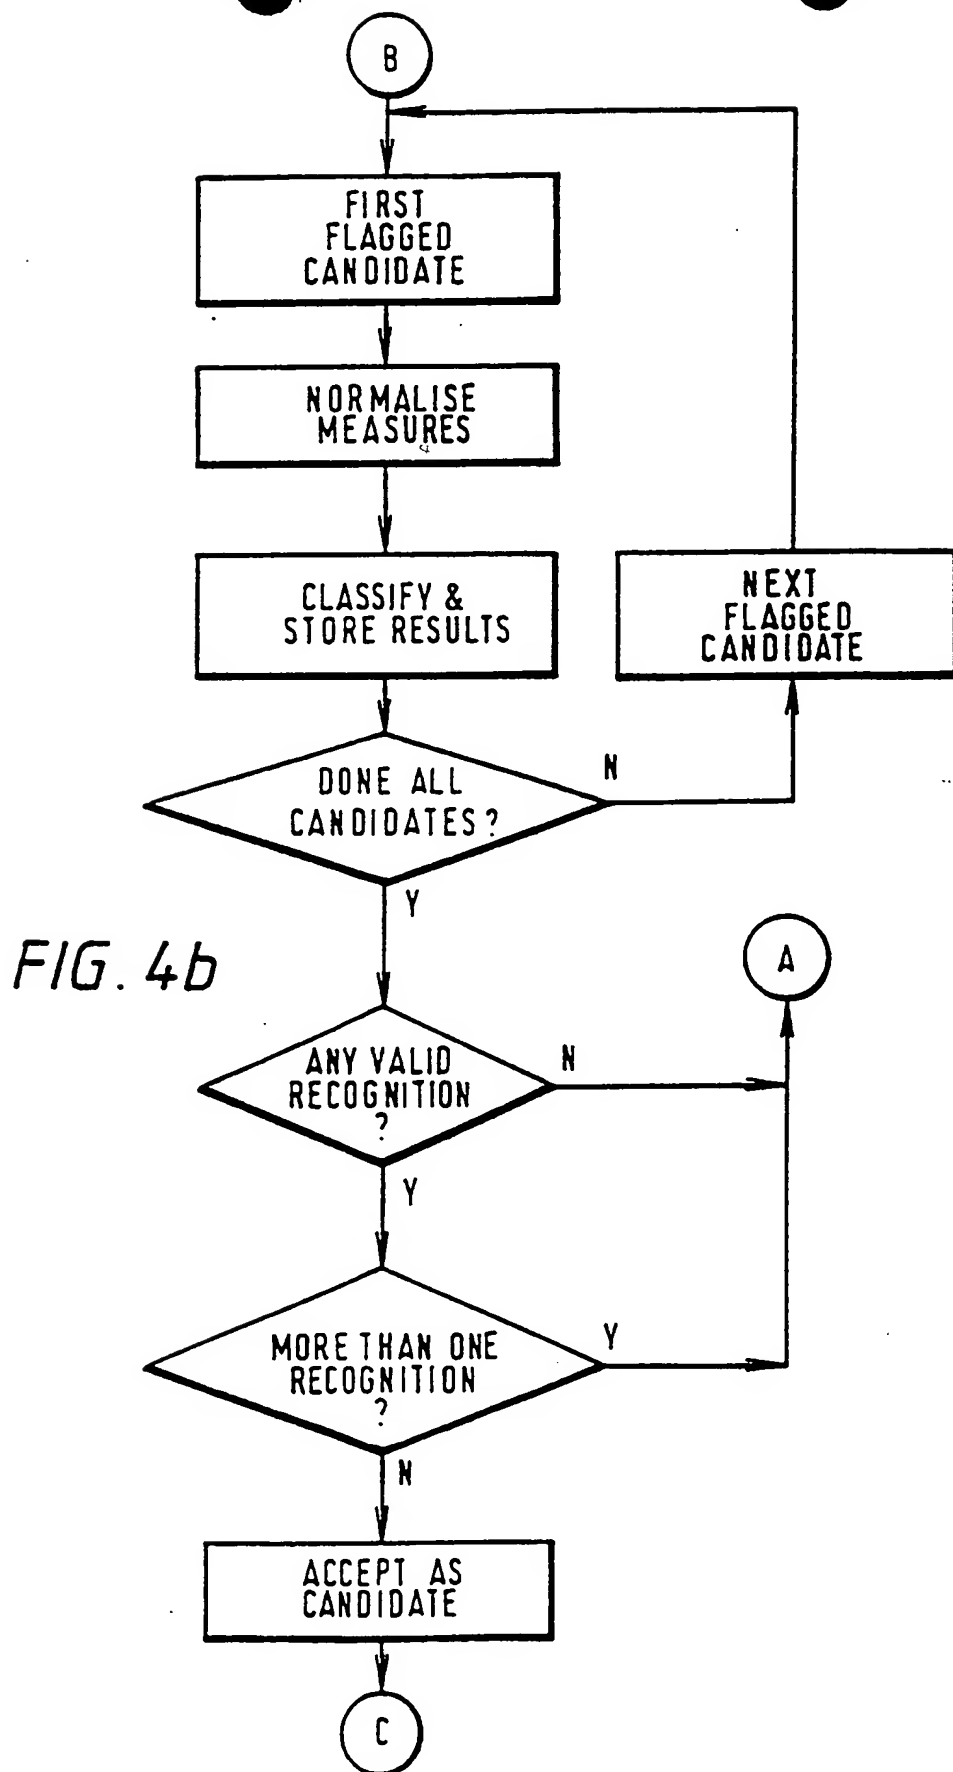 B
FIRST
FLAGGED
CANDIDATE
NORMALISE
MEASURES
CLASSIFY &
STORE RESULTS
NEXT
FLAGGED
CANDIDATE
DONE ALL
CANDIDATES?
N
Y
FIG. 4b
A
ANY VALID
RECOGNITION
?
N
Y
MORE THAN ONE
RECOGNITION
?
Y
N
ACCEPT AS
CANDIDATE
C